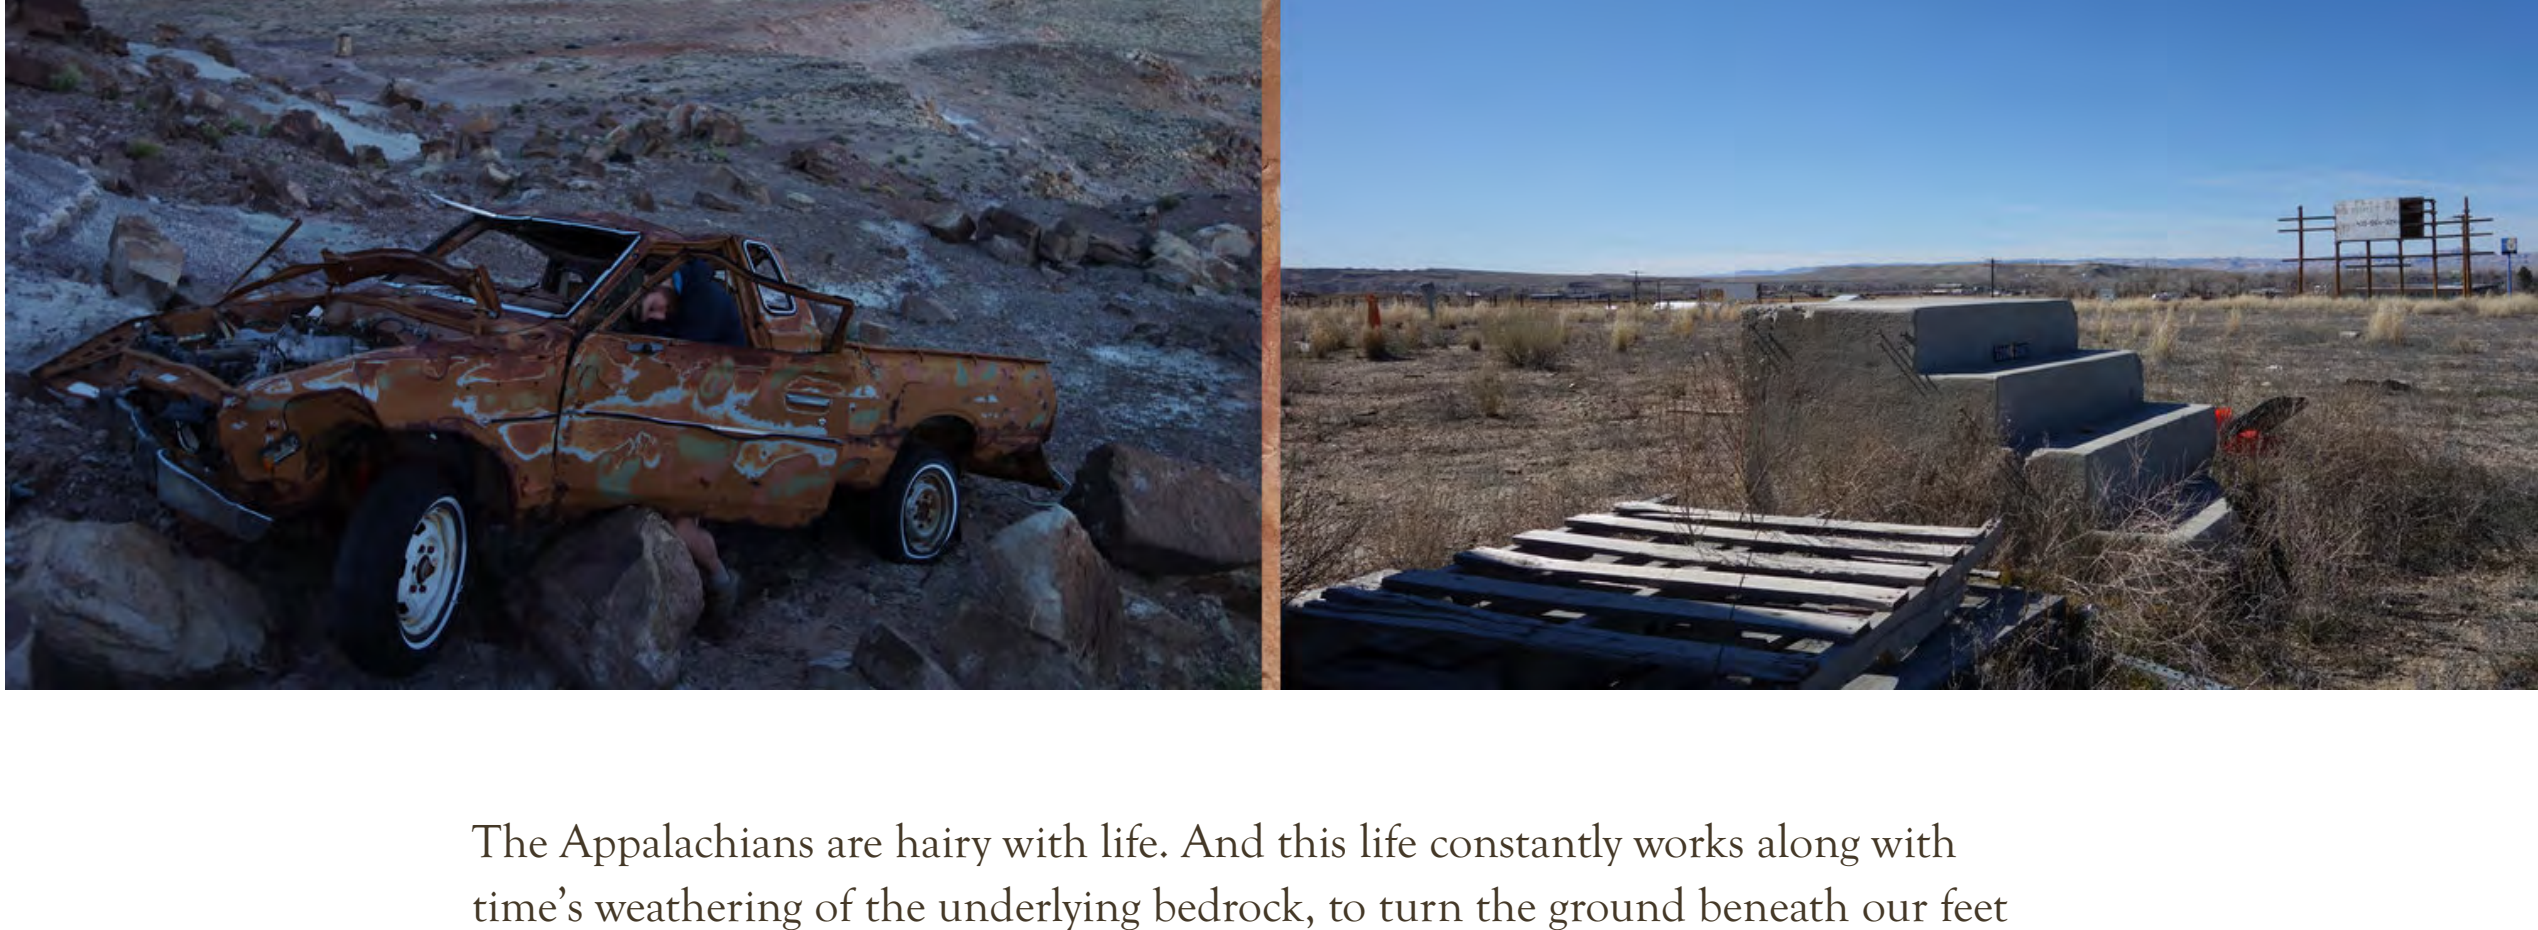 The Appalachians are hairy with life. And this life constantly works along with
time’s weathering of the underlying bedrock, to turn the ground beneath our feet